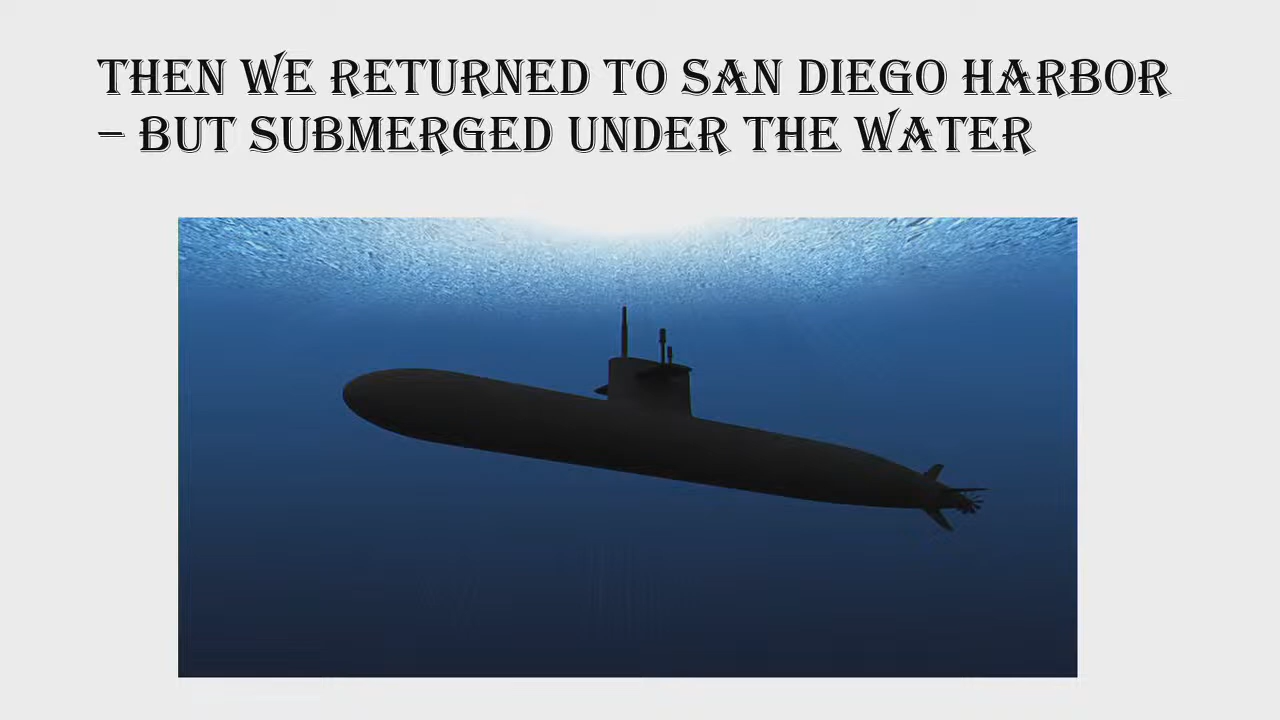 THEN WE RETURNED TO SAN DIEGO HARBOR
– BUT SUBMERGED UNDER THE WATER